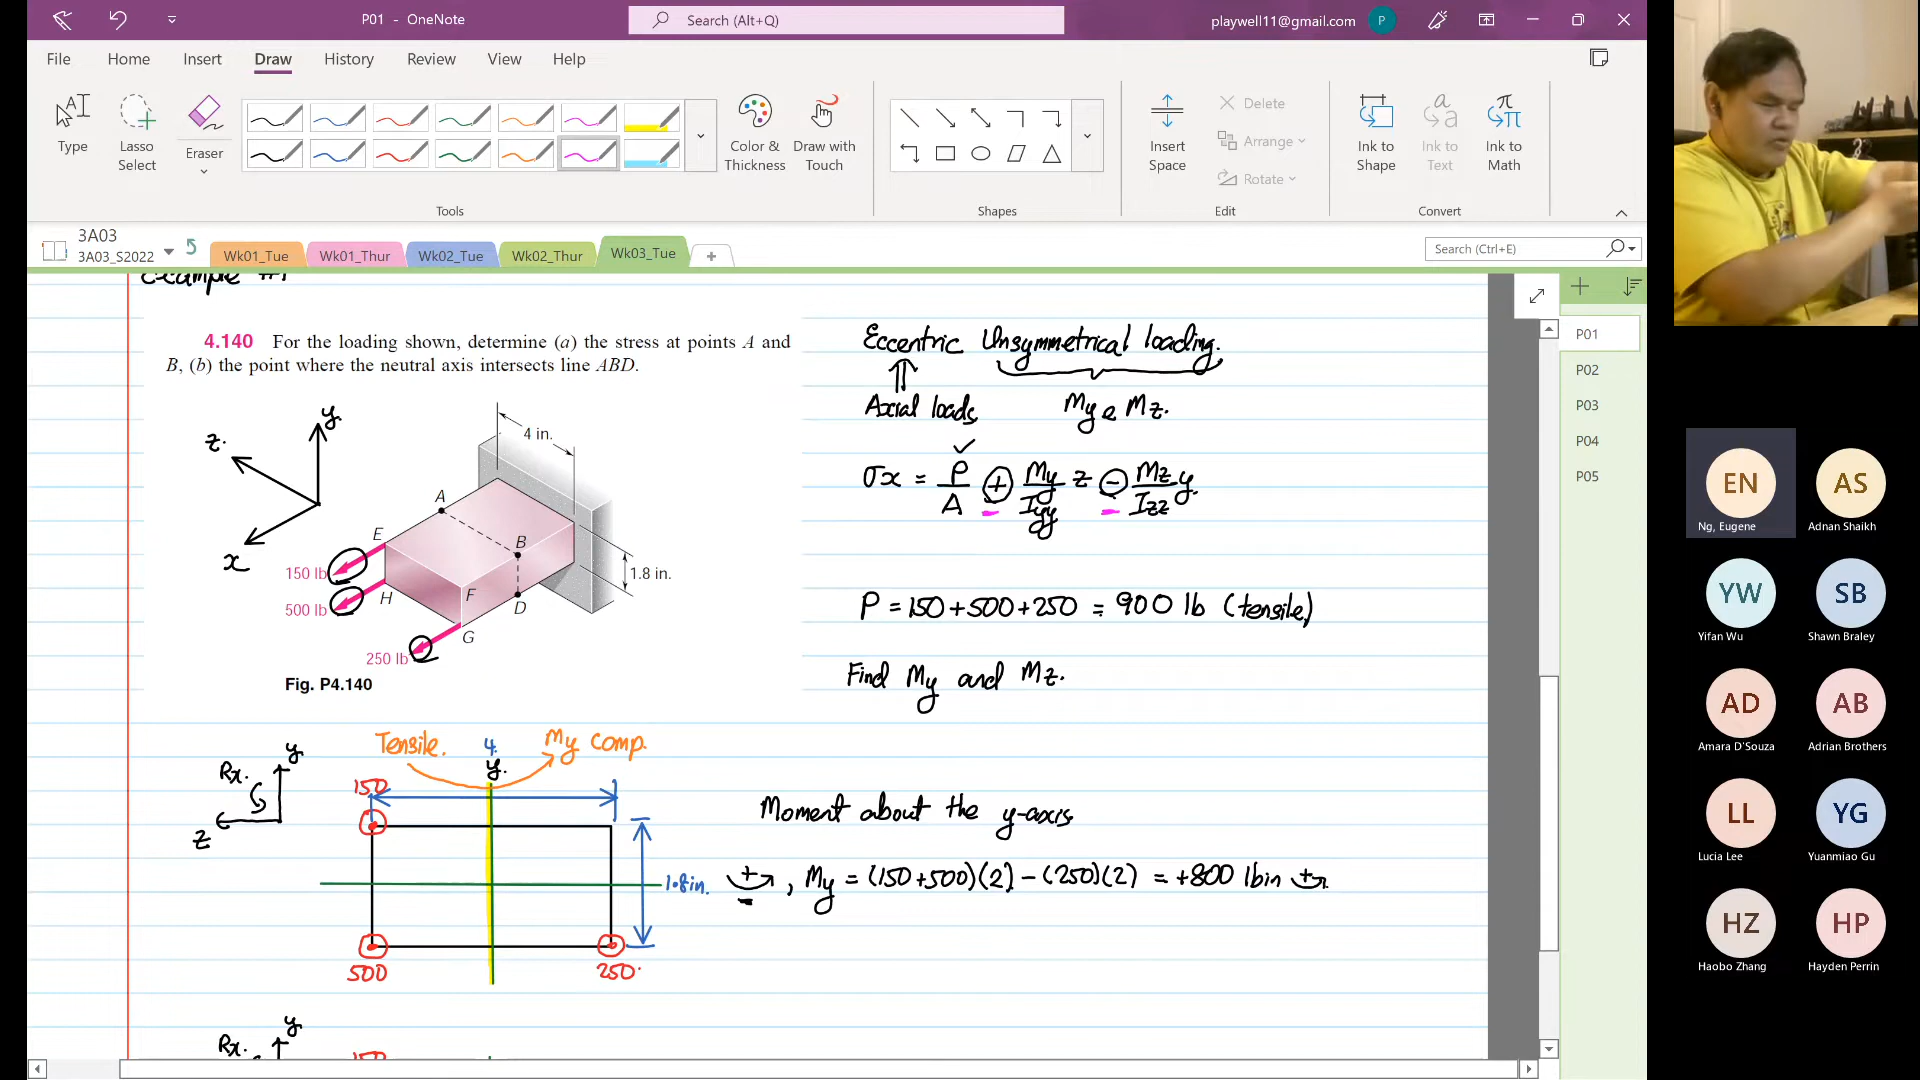 P01 - OneNote
Search (Alt+Q)
playwell11@gmail.com
P
File Home Insert Draw History Review View Help
Type
Lasso Select
Eraser
Color & Thickness
Draw with Touch
Insert Space
Delete
Arrange
Rotate
Ink to Shape
Ink to Text
Ink to Math
Tools Shapes Edit Convert
3A03
3A03_S2022
Wk01_Tue Wk01_Thur Wk02_Tue Wk02_Thur Wk03_Tue
Search (Ctrl+E)
P01
P02
P03
P04
P05
Example #1
4.140 For the loading shown, determine (a) the stress at points A and
B, (b) the point where the neutral axis intersects line ABD.
y
z
x
4 in.
A
E
B
150 lb
1.8 in.
500 lb
H
F
D
G
250 lb
Fig. P4.140
Eccentric Unsymmetrical loading.
Axial loads My & Mz.
σx = P/A + My/Iyy z - Mz/Izz y.
P = 150+500+250 = 900 lb (tensile)
Find My and Mz.
Tensile. 4. My Comp.
y.
Rx. y
z
150
1.8in.
500
250.
Moment about the y-axis
+, My = (150+500)(2) - (250)(2) = +800 lbin +
Rx. y
150
EN
Ng, Eugene
AS
Adnan Shaikh
YW
Yifan Wu
SB
Shawn Braley
AD
Amara D'Souza
AB
Adrian Brothers
LL
Lucia Lee
YG
Yuanmiao Gu
HZ
Haobo Zhang
HP
Hayden Perrin